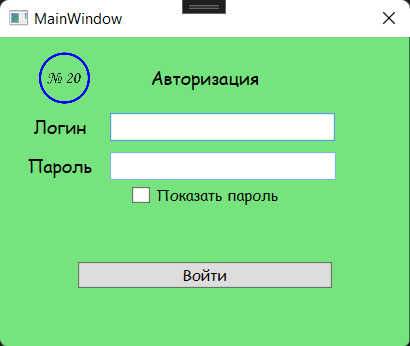 MainWindow
№ 20
Авторизация
Логин
Пароль
Показать пароль
Войти